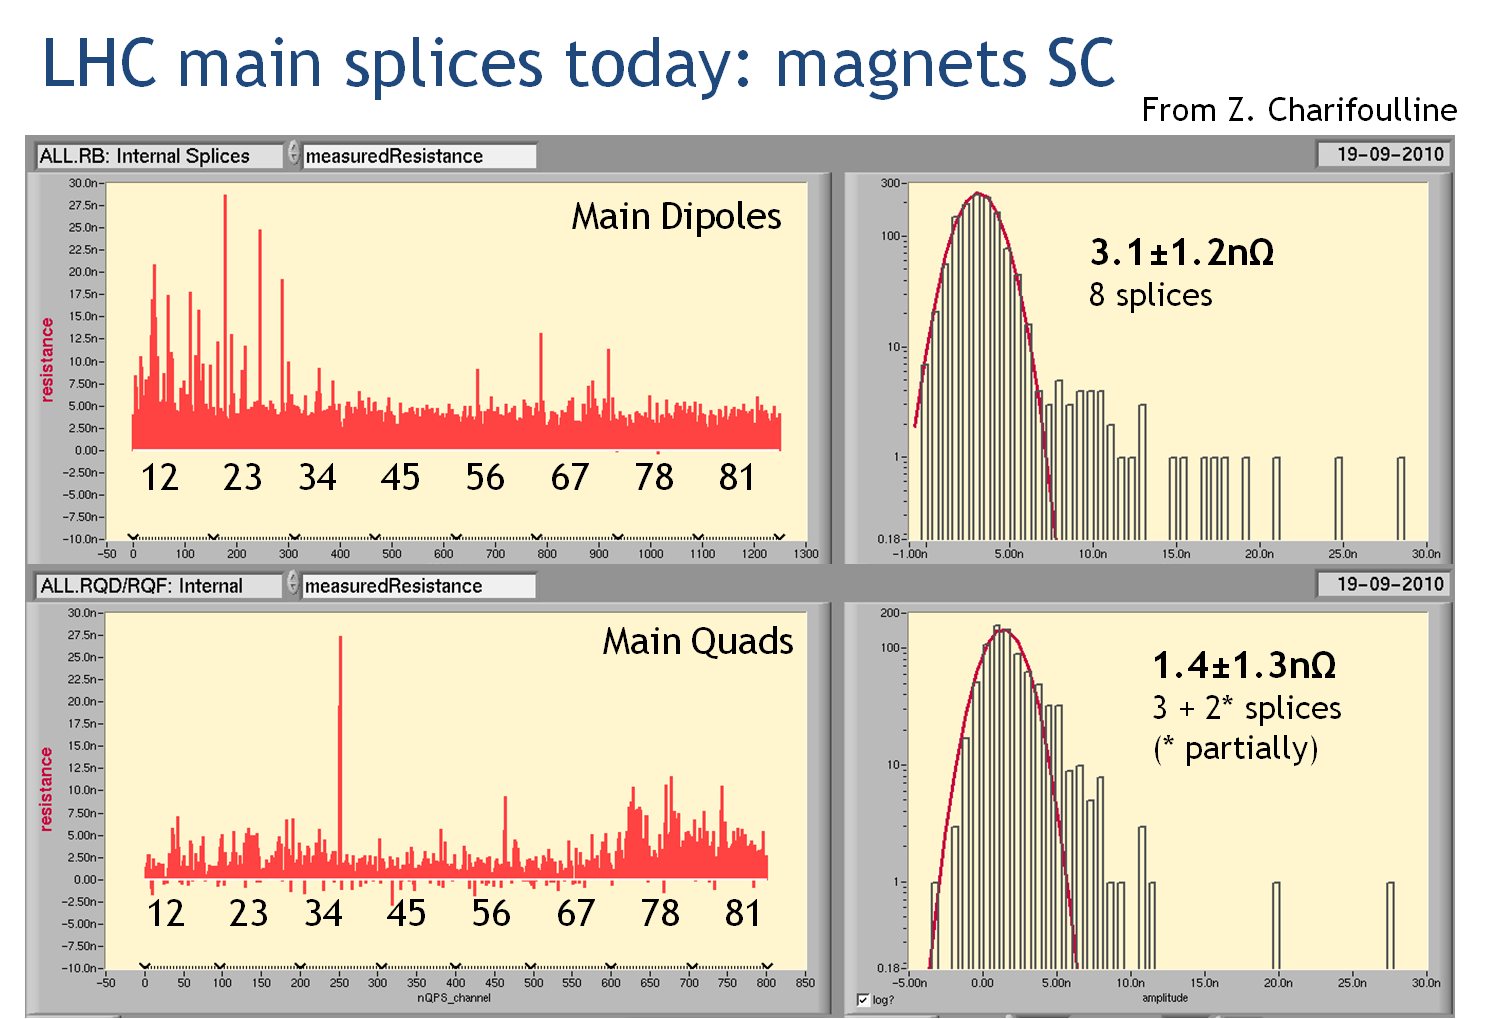 LHC main splices today: magnets SC
From Z. Charifoulline
ALL.RB: Internal Splices
measuredResistance
19-09-2010
Main Dipoles
resistance
30.0n
27.5n
25.0n
22.5n
20.0n
17.5n
15.0n
12.5n
10.0n
7.50n
5.00n
2.50n
0.00
-2.50n
-5.00n
-7.50n
-10.0n
12 23 34 45 56 67 78 81
-50 0 100 200 300 400 500 600 700 800 900 1000 1100 1200 1300
3.1±1.2nΩ
8 splices
300
100
10
1
0.18
-1.00n 5.00n 10.0n 15.0n 20.0n 25.0n 30.0n
ALL.RQD/RQF: Internal
measuredResistance
19-09-2010
Main Quads
resistance
30.0n
27.5n
25.0n
22.5n
20.0n
17.5n
15.0n
12.5n
10.0n
7.50n
5.00n
2.50n
0.00
-2.50n
-5.00n
-7.50n
-10.0n
12 23 34 45 56 67 78 81
-50 0 50 100 150 200 250 300 350 400 450 500 550 600 650 700 750 800 850
nQPS_channel
1.4±1.3nΩ
3 + 2* splices
(* partially)
200
100
10
1
0.18
-5.00n 0.00 5.00n 10.0n 15.0n 20.0n 25.0n 30.0n
log?
amplitude